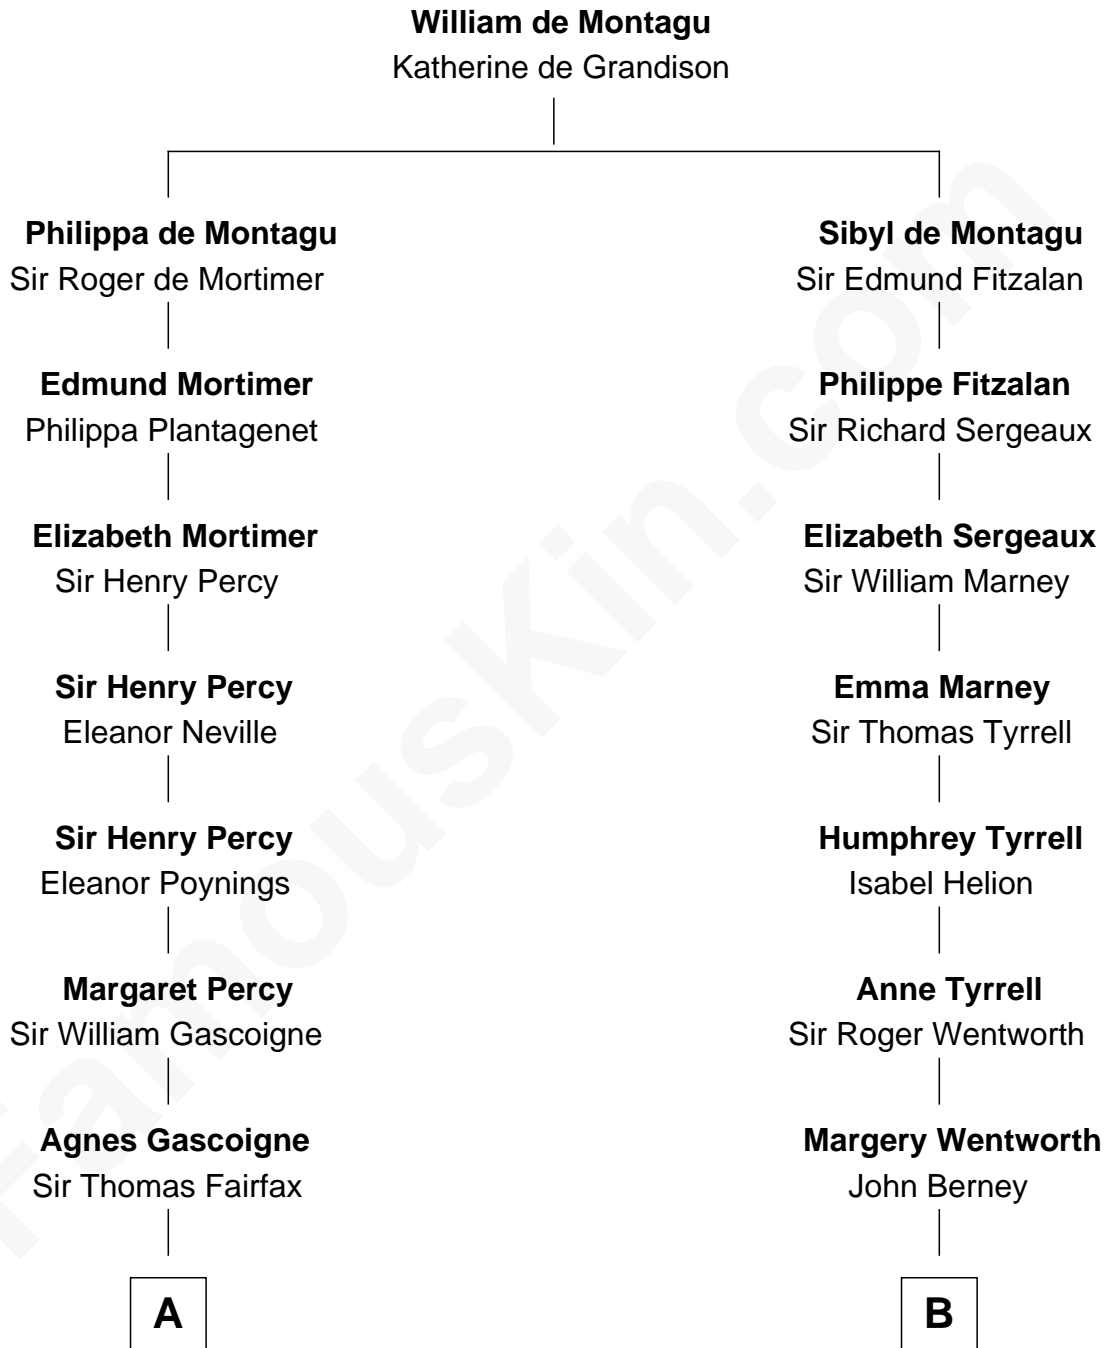 William de Montagu
Katherine de Grandison
Philippa de Montagu
Sir Roger de Mortimer
Sibyl de Montagu
Sir Edmund Fitzalan
Edmund Mortimer
Philippa Plantagenet
Philippe Fitzalan
Sir Richard Sergeaux
Elizabeth Mortimer
Sir Henry Percy
Elizabeth Sergeaux
Sir William Marney
Sir Henry Percy
Eleanor Neville
Emma Marney
Sir Thomas Tyrrell
Sir Henry Percy
Eleanor Poynings
Humphrey Tyrrell
Isabel Helion
Margaret Percy
Sir William Gascoigne
Anne Tyrrell
Sir Roger Wentworth
Agnes Gascoigne
Sir Thomas Fairfax
Margery Wentworth
John Berney
A
B
FamousKin.com